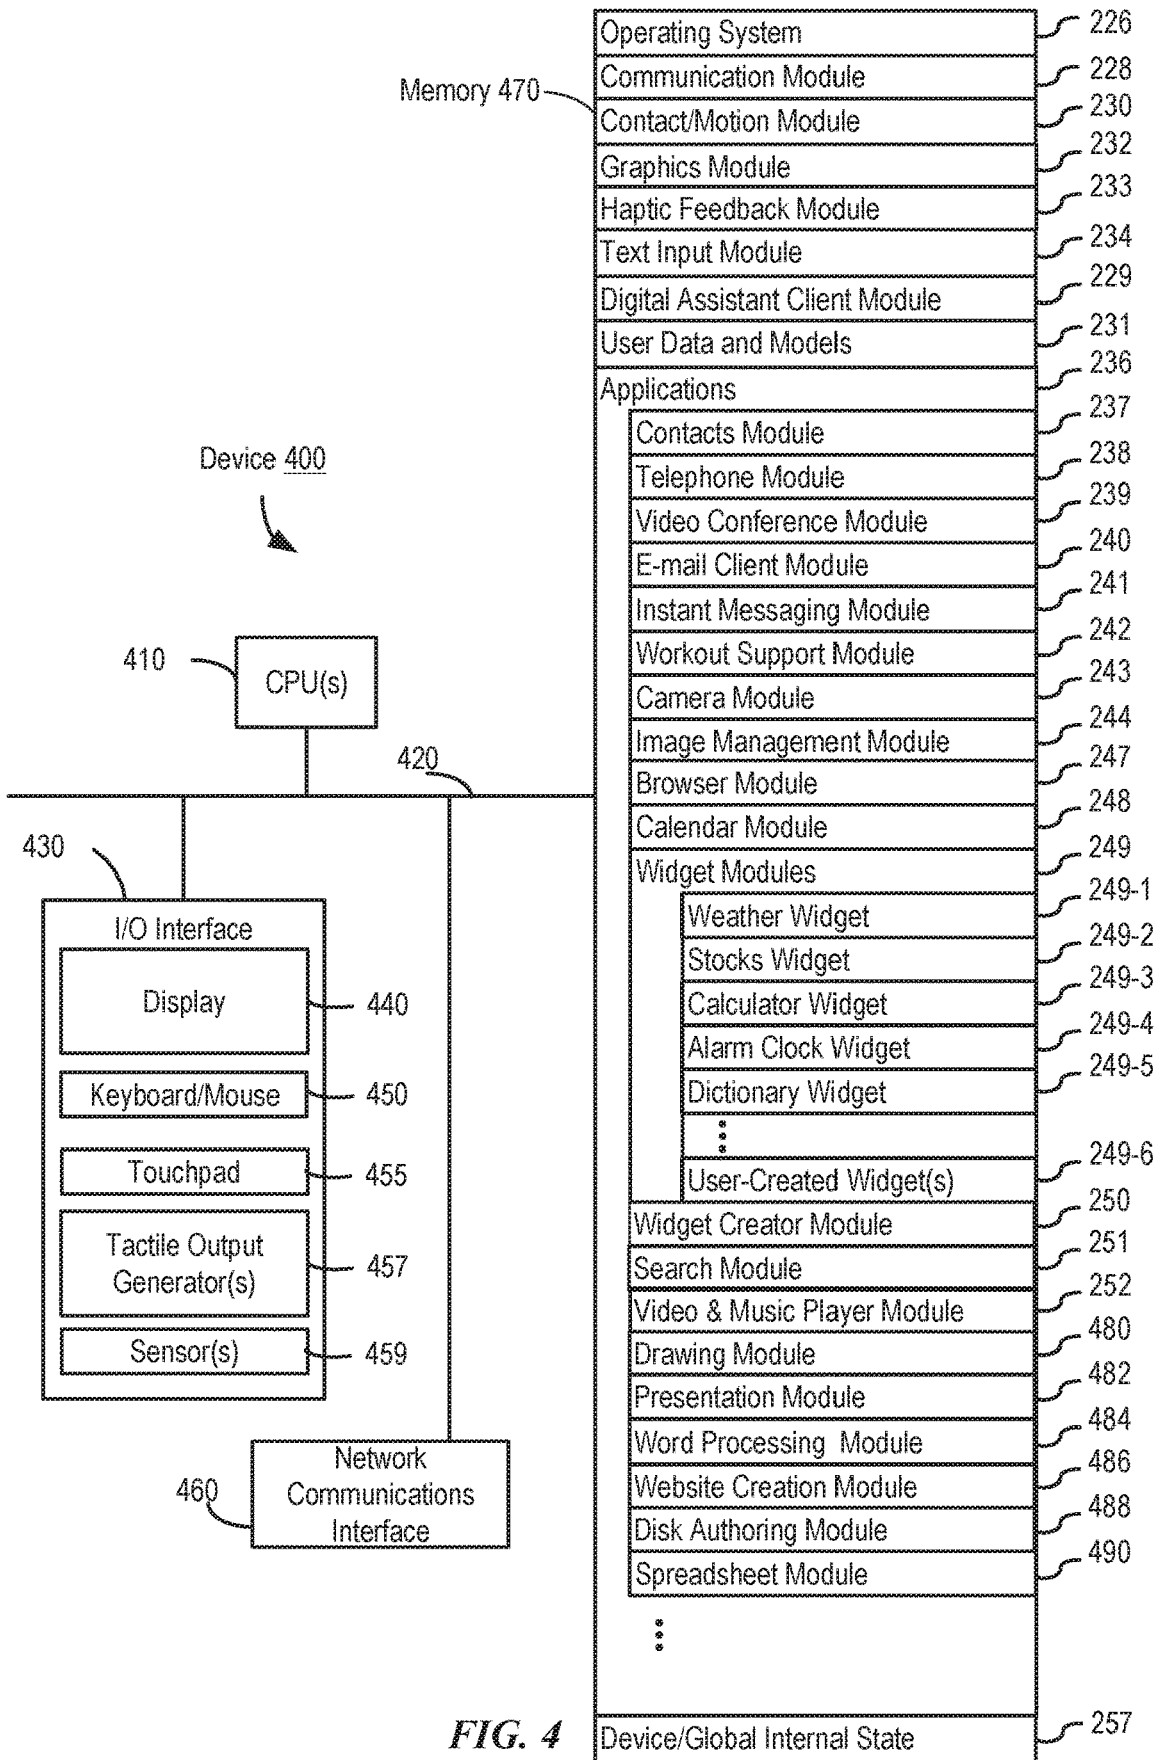 Operating System 226
Communication Module 228
Memory 470
Contact/Motion Module 230
Graphics Module 232
Haptic Feedback Module 233
Text Input Module 234
Digital Assistant Client Module 229
User Data and Models 231
Applications 236
Contacts Module 237
Telephone Module 238
Video Conference Module 239
E-mail Client Module 240
Instant Messaging Module 241
Workout Support Module 242
Camera Module 243
Image Management Module 244
Browser Module 247
Calendar Module 248
Widget Modules 249
Weather Widget 249-1
Stocks Widget 249-2
Calculator Widget 249-3
Alarm Clock Widget 249-4
Dictionary Widget 249-5
User-Created Widget(s) 249-6
Widget Creator Module 250
Search Module 251
Video & Music Player Module 252
Drawing Module 480
Presentation Module 482
Word Processing Module 484
Website Creation Module 486
Disk Authoring Module 488
Spreadsheet Module 490
Device/Global Internal State 257
Device 400
410
CPU(s)
420
430
I/O Interface
Display 440
Keyboard/Mouse 450
Touchpad 455
Tactile Output
Generator(s) 457
Sensor(s) 459
460
Network
Communications
Interface
FIG. 4